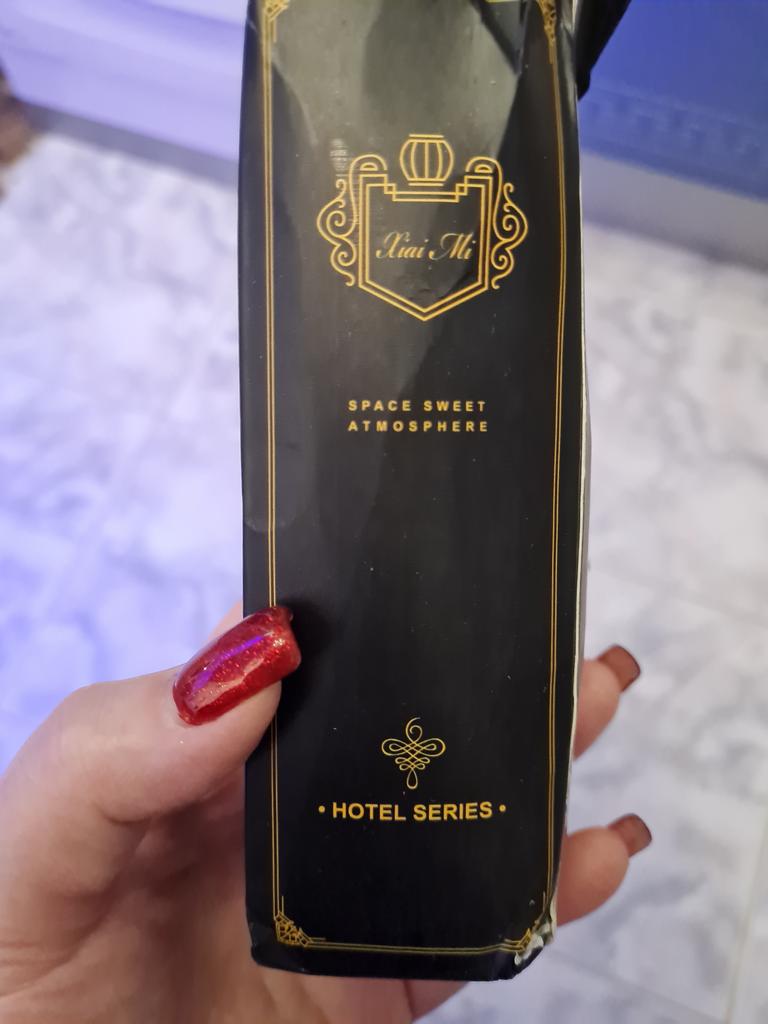 Xiai Mi
SPACE SWEET
ATMOSPHERE
• HOTEL SERIES •